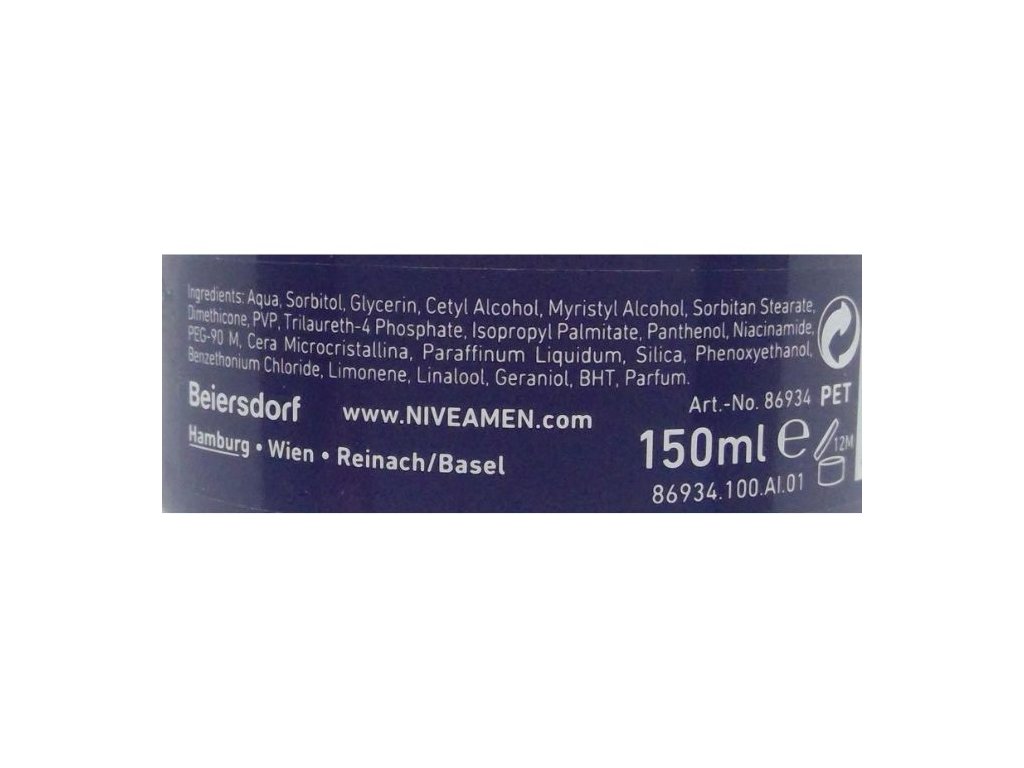 Ingredients: Aqua, Sorbitol, Glycerin, Cetyl Alcohol, Myristyl Alcohol, Sorbitan Stearate,
Dimethicone, PVP, Trilaureth-4 Phosphate, Isopropyl Palmitate, Panthenol, Niacinamide,
PEG-90 M, Cera Microcristallina, Paraffinum Liquidum, Silica, Phenoxyethanol,
Benzethonium Chloride, Limonene, Linalool, Geraniol, BHT, Parfum.
Art.-No. 86934 PET
Beiersdorf www.NIVEAMEN.com
Hamburg • Wien • Reinach/Basel
150ml e 12M
86934.100.AI.01